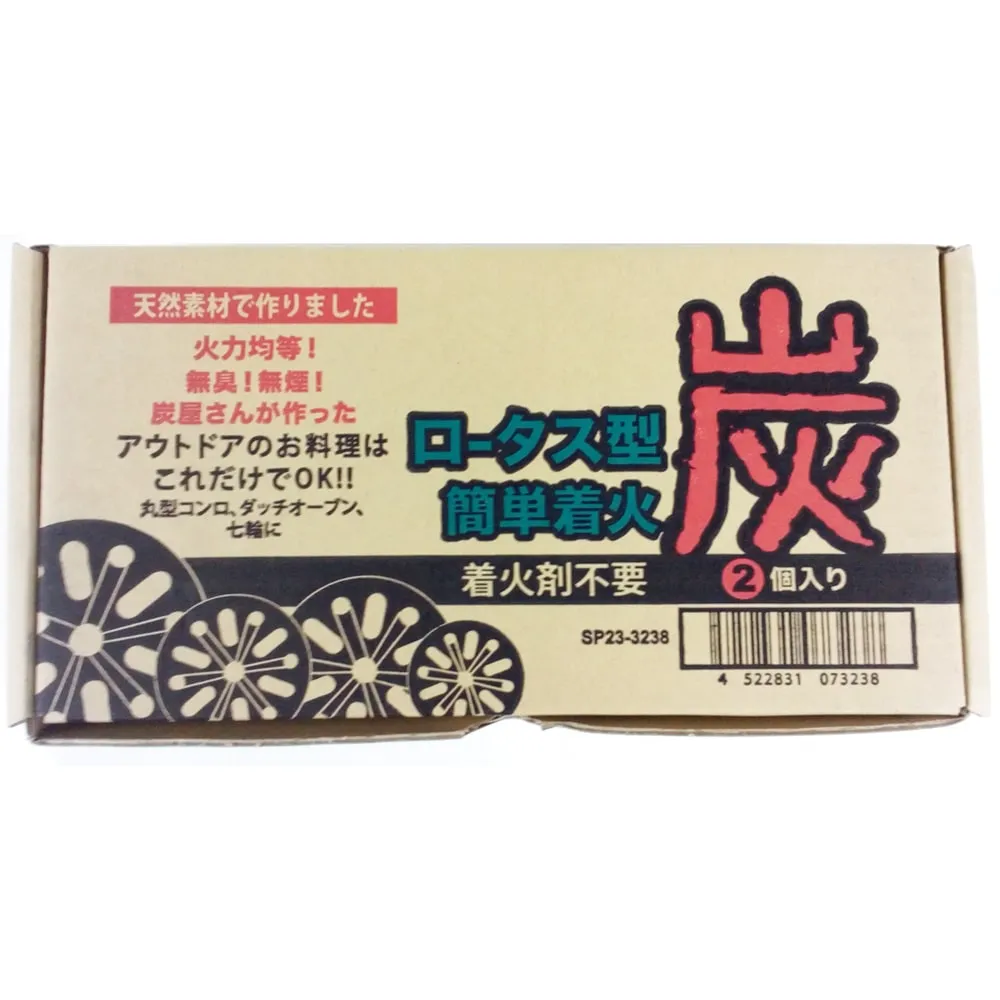 天然素材で作りました
火力均等！
無臭！無煙！
炭屋さんが作った
アウトドアのお料理は
これだけでOK!!
丸型コンロ、ダッチオーブン、
七輪に
ロータス型
簡単着火
炭
着火剤不要 2個入り
SP23-3238
4 522831 073238